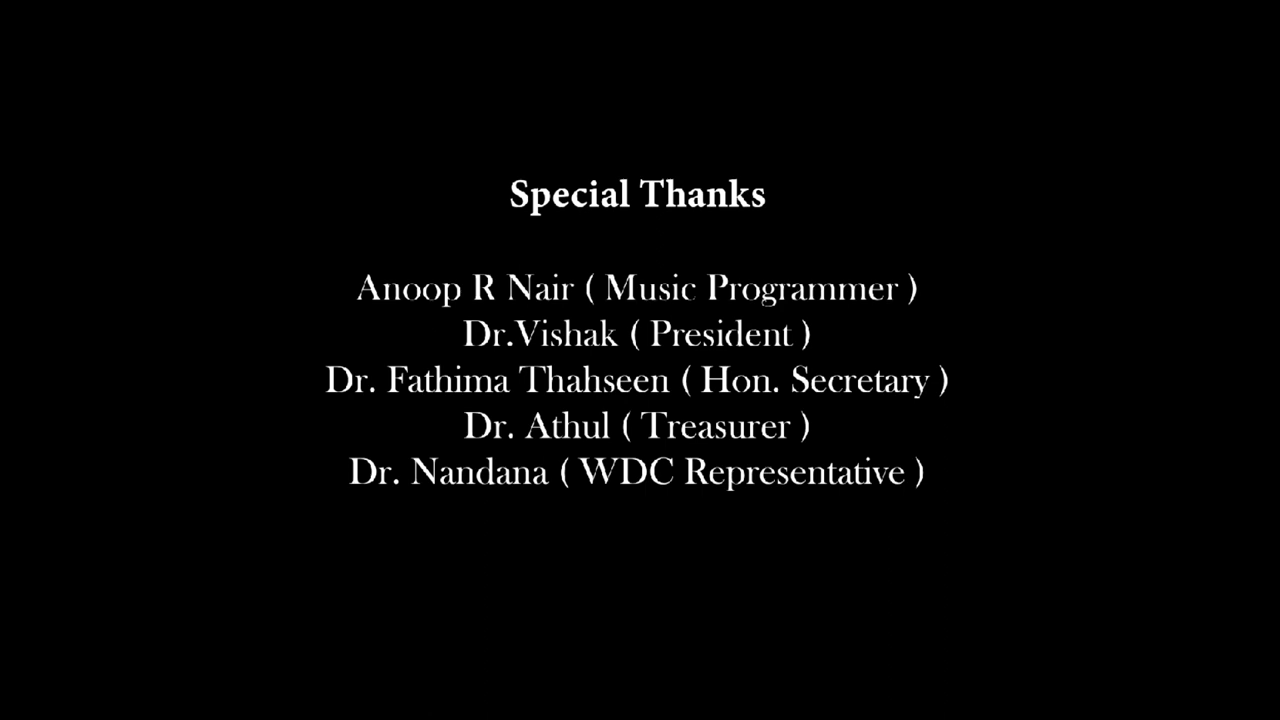 Special Thanks
Anoop R Nair ( Music Programmer )
Dr.Vishak ( President )
Dr. Fathima Thahseen ( Hon. Secretary )
Dr. Athul ( Treasurer )
Dr. Nandana ( WDC Representative )